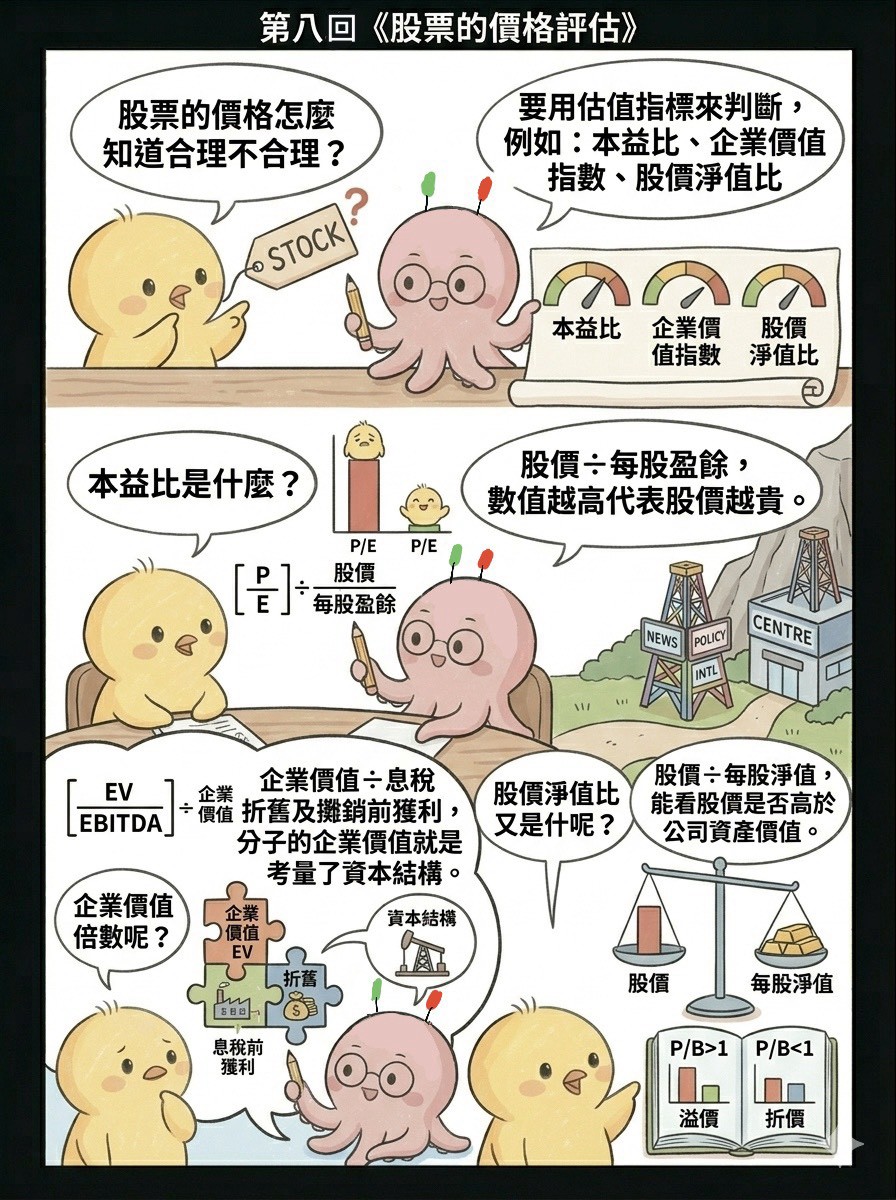 第八回《股票的價格評估》
股票的價格怎麼
知道合理不合理？
要用估值指標來判斷，
例如：本益比、企業價值
指數、股價淨值比
?
STOCK
本益比
企業價
值指數
股價
淨值比
本益比是什麼？
P/E
P/E
股價÷每股盈餘，
數值越高代表股價越貴。
[P/E]÷股價/每股盈餘
NEWS
POLICY
INTL
CENTRE
[EV/EBITDA]÷企業
價值
企業價值÷息稅
折舊及攤銷前獲利，
分子的企業價值就是
考量了資本結構。
企業價值
倍數呢？
企業
價值
EV
折舊
$
息稅前
獲利
資本結構
股價淨值比
又是什呢？
股價÷每股淨值，
能看股價是否高於
公司資產價值。
股價
每股淨值
P/B>1
溢價
P/B<1
折價